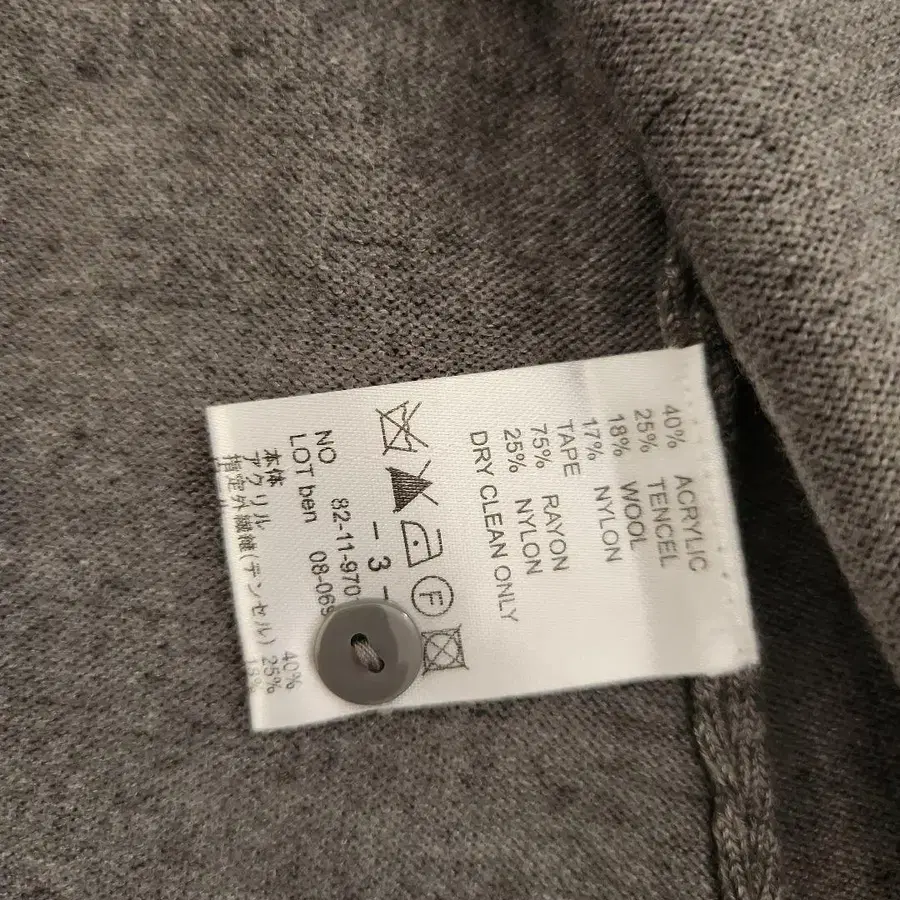 40% ACRYLIC
25% TENCEL
18% WOOL
17% NYLON
TAPE
75% RAYON
25% NYLON
DRY CLEAN ONLY
F
- 3 -
NO 82-11-970
LOT ben 08-069
本体
アクリル 40%
指定外繊維(テンセル) 25%